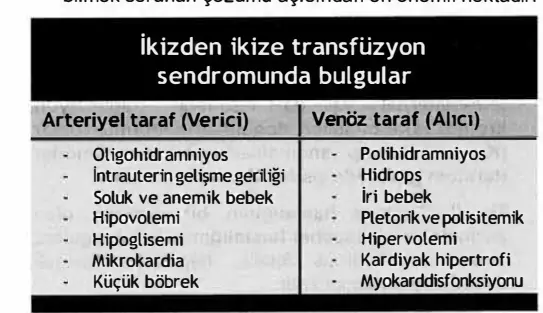 İkizden ikize transfüzyon
sendromunda bulgular
Arteriyel taraf (Verici) Venöz taraf (Alıcı)
- Oligohidramniyos - Polihidramniyos
- İntrauterin gelişme geriliği - Hidrops
- Soluk ve anemik bebek - İri bebek
- Hipovolemi - Pletorik ve polisitemik
- Hipoglisemi - Hipervolemi
- Mikrokardia - Kardiyak hipertrofi
- Küçük böbrek - Myokard disfonksiyonu